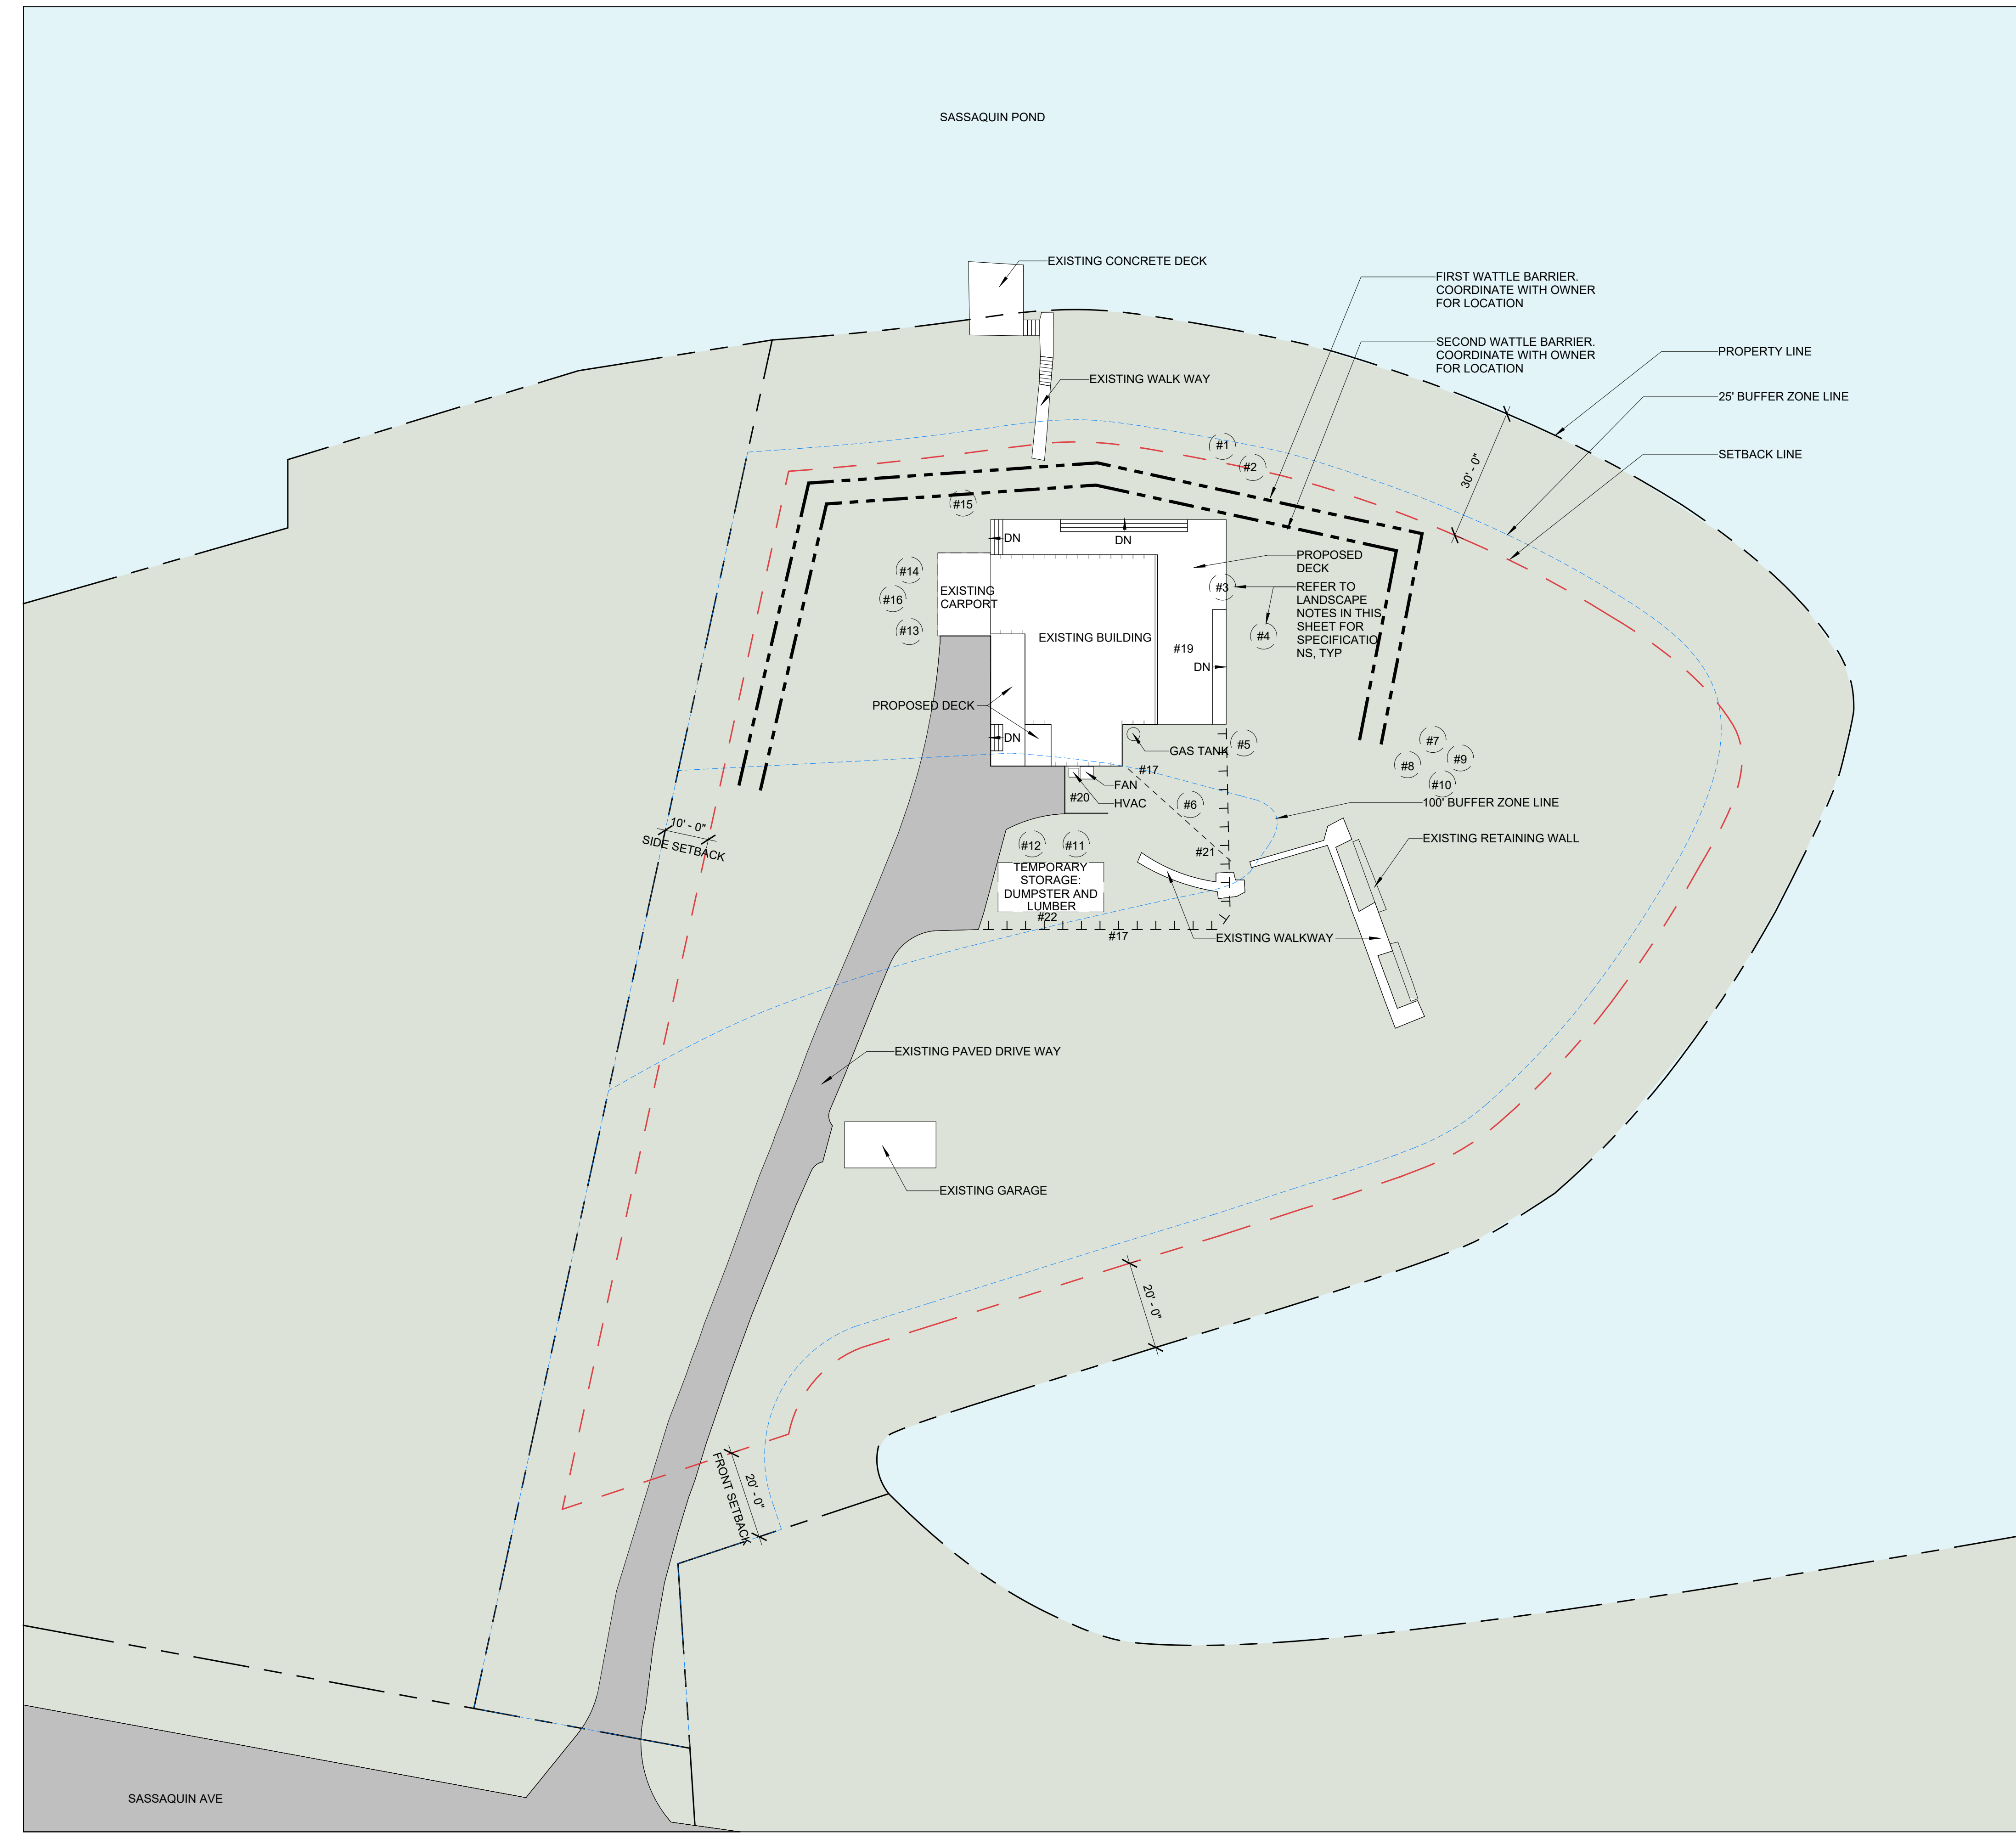 SASSAQUIN POND
EXISTING CONCRETE DECK
FIRST WATTLE BARRIER.
COORDINATE WITH OWNER
FOR LOCATION
SECOND WATTLE BARRIER.
COORDINATE WITH OWNER
FOR LOCATION
PROPERTY LINE
EXISTING WALK WAY
25' BUFFER ZONE LINE
#1
#2
SETBACK LINE
30' - 0"
#15
DN
DN
PROPOSED
DECK
#14
#16
#13
EXISTING
CARPORT
#3
REFER TO
LANDSCAPE
NOTES IN THIS
SHEET FOR
SPECIFICATIO
NS, TYP
#4
EXISTING BUILDING
#19
DN
PROPOSED DECK
DN
GAS TANK
#5
#7
#8
#9
#10
#17
FAN
HVAC
#20
#6
100' BUFFER ZONE LINE
10' - 0"
SIDE SETBACK
#12
#11
#21
EXISTING RETAINING WALL
TEMPORARY
STORAGE:
DUMPSTER AND
LUMBER
#22
#17
EXISTING WALKWAY
EXISTING PAVED DRIVE WAY
EXISTING GARAGE
20' - 0"
20' - 0"
FRONT SETBACK
SASSAQUIN AVE